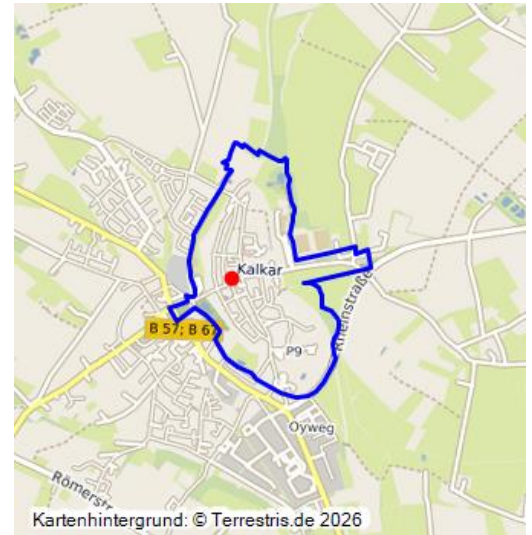 Kalkar
Rheinstraße
B 57; B 67
P9
Oyweg
Römerstr
Kartenhintergrund: © Terrestris.de 2026